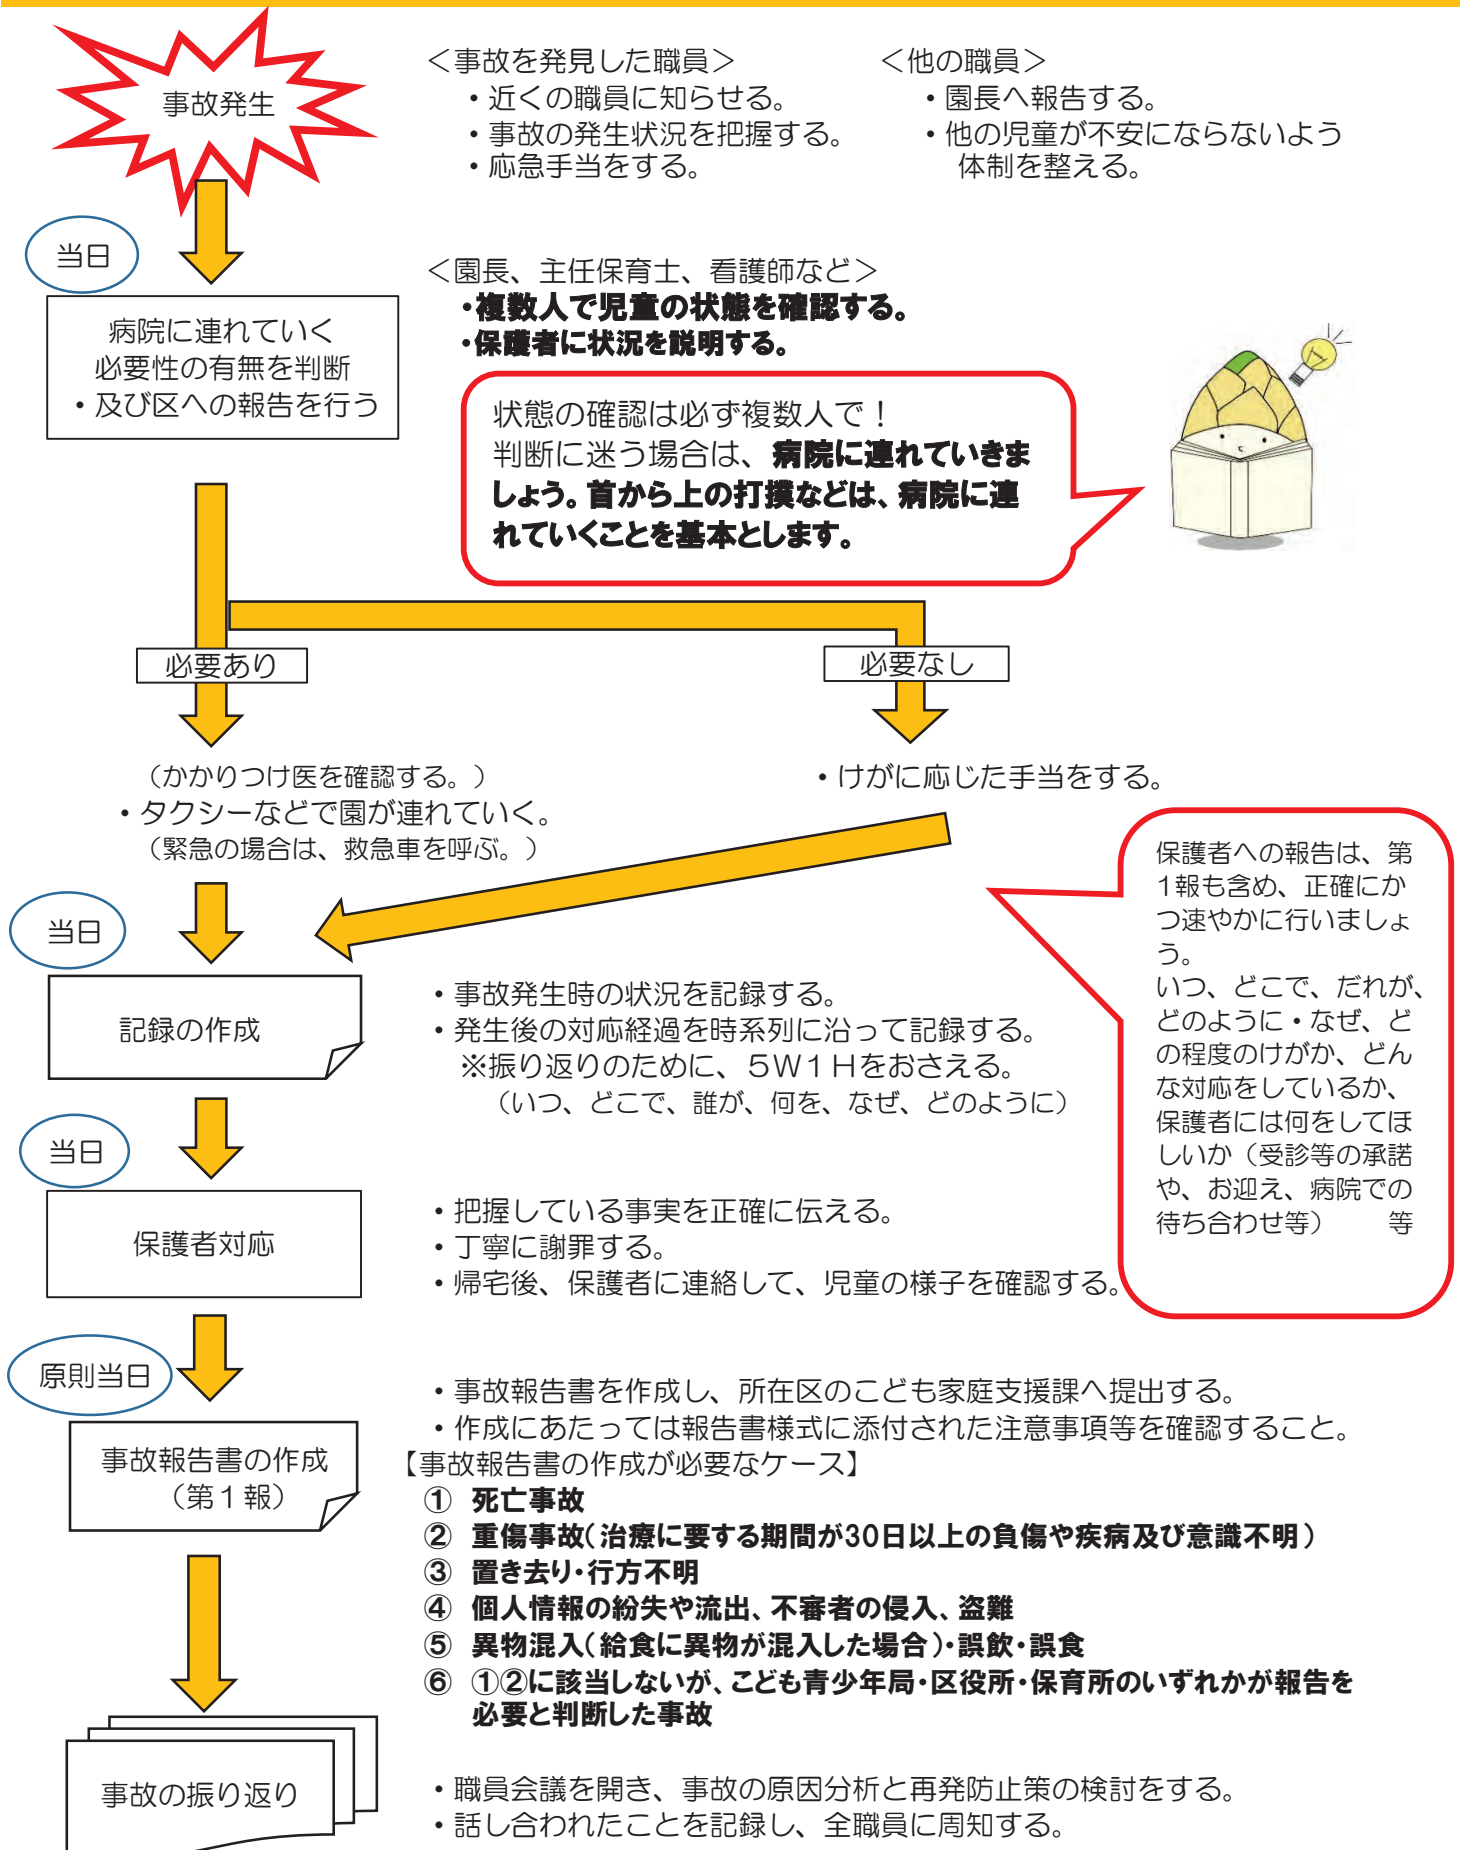 事故発生
＜事故を発見した職員＞
・近くの職員に知らせる。
・事故の発生状況を把握する。
・応急手当をする。
＜他の職員＞
・園長へ報告する。
・他の児童が不安にならないよう
体制を整える。
当日
病院に連れていく
必要性の有無を判断
・及び区への報告を行う
＜園長、主任保育士、看護師など＞
・複数人で児童の状態を確認する。
・保護者に状況を説明する。
状態の確認は必ず複数人で！
判断に迷う場合は、病院に連れていきま
しょう。首から上の打撲などは、病院に連
れていくことを基本とします。
必要あり
必要なし
（かかりつけ医を確認する。）
・タクシーなどで園が連れていく。
（緊急の場合は、救急車を呼ぶ。）
・けがに応じた手当をする。
保護者への報告は、第
1報も含め、正確にか
つ速やかに行いましょ
う。
いつ、どこで、だれが、
どのように・なぜ、ど
の程度のけがか、どん
な対応をしているか、
保護者には何をしてほ
しいか（受診等の承諾
や、お迎え、病院での
待ち合わせ等）　　等
当日
記録の作成
・事故発生時の状況を記録する。
・発生後の対応経過を時系列に沿って記録する。
※振り返りのために、５Ｗ１Ｈをおさえる。
（いつ、どこで、誰が、何を、なぜ、どのように）
当日
保護者対応
・把握している事実を正確に伝える。
・丁寧に謝罪する。
・帰宅後、保護者に連絡して、児童の様子を確認する。
原則当日
事故報告書の作成
（第１報）
・事故報告書を作成し、所在区のこども家庭支援課へ提出する。
・作成にあたっては報告書様式に添付された注意事項等を確認すること。
【事故報告書の作成が必要なケース】
① 死亡事故
② 重傷事故（治療に要する期間が30日以上の負傷や疾病及び意識不明）
③ 置き去り・行方不明
④ 個人情報の紛失や流出、不審者の侵入、盗難
⑤ 異物混入（給食に異物が混入した場合）・誤飲・誤食
⑥ ①②に該当しないが、こども青少年局・区役所・保育所のいずれかが報告を
必要と判断した事故
事故の振り返り
・職員会議を開き、事故の原因分析と再発防止策の検討をする。
・話し合われたことを記録し、全職員に周知する。